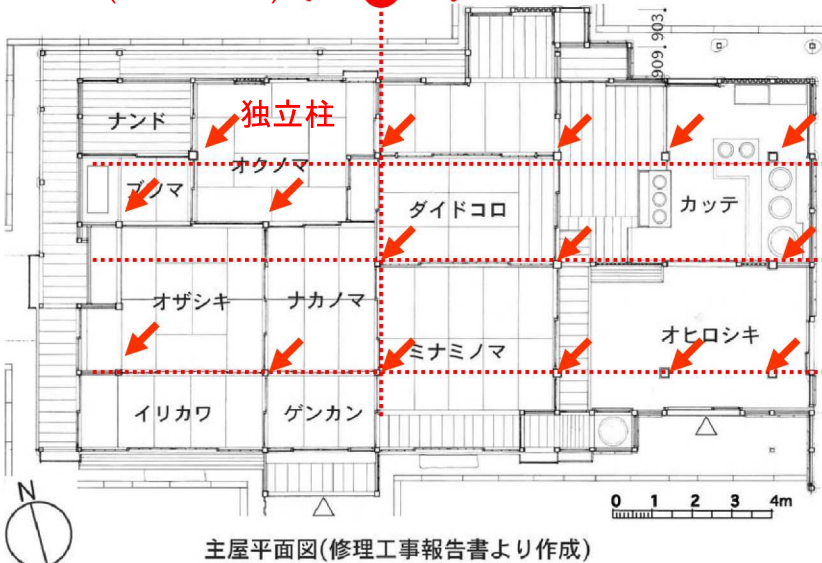 909 903
ナンド
独立柱
オクノマ
ブツマ
ダイドコロ
カッテ
オザシキ
ナカノマ
ミナミノマ
オヒロシキ
イリカワ
ゲンカン
N
0 1 2 3 4m
主屋平面図(修理工事報告書より作成)